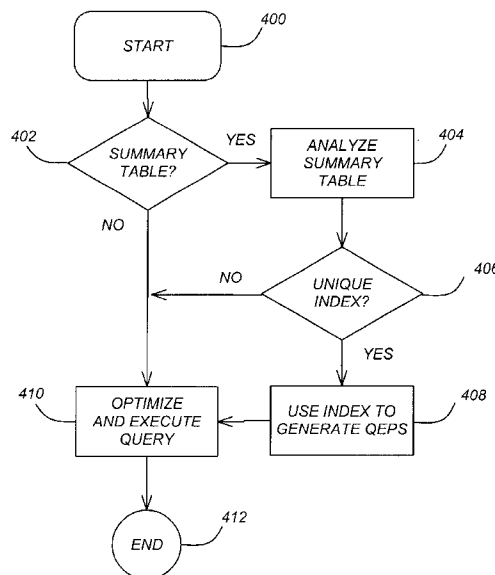 START
400
402
SUMMARY
TABLE?
YES
ANALYZE
SUMMARY
TABLE
404
NO
NO
UNIQUE
INDEX?
406
YES
410
OPTIMIZE
AND EXECUTE
QUERY
USE INDEX TO
GENERATE QEPS
408
END
412